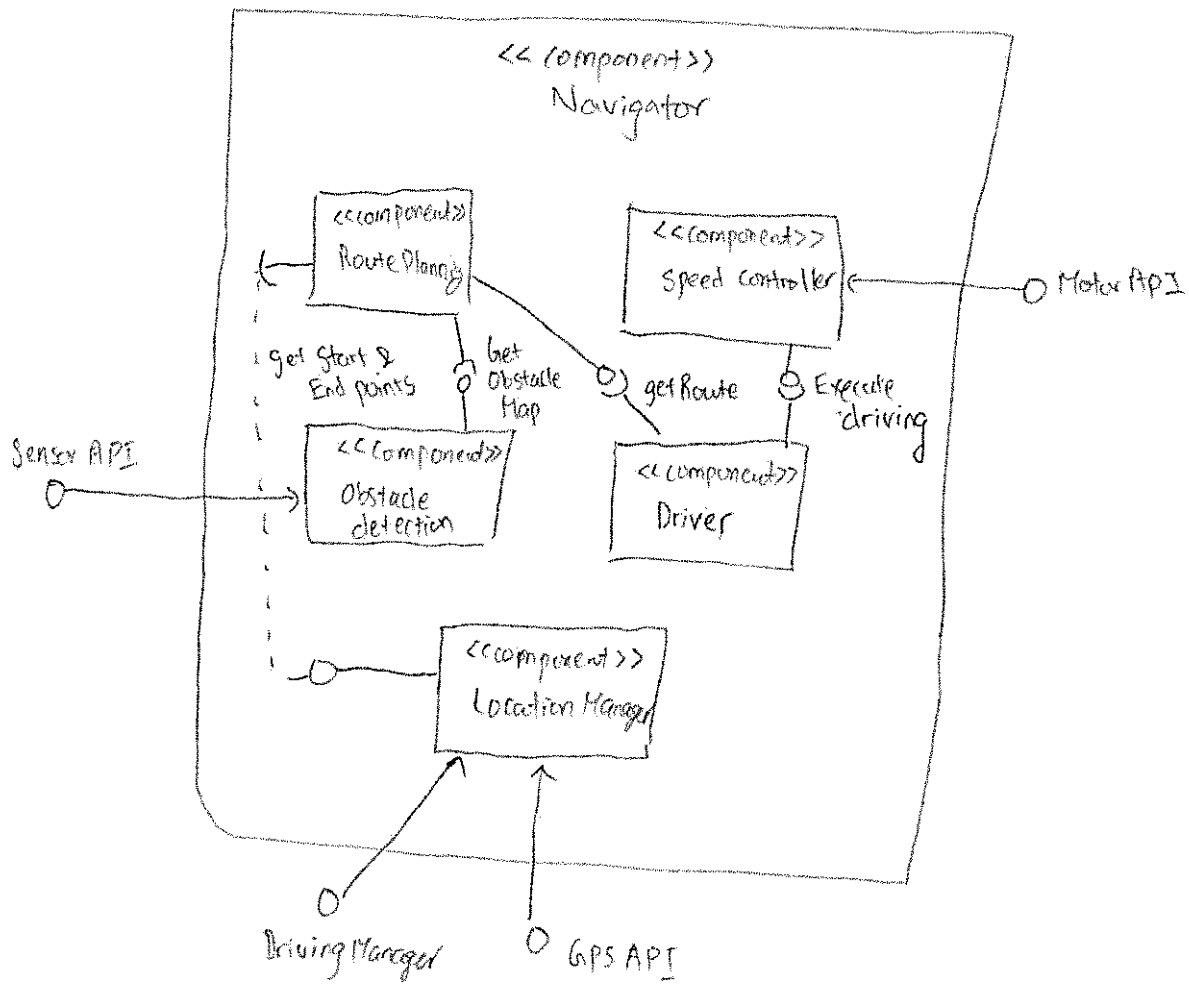 << component >>
Navigator
<<component>>
Route Planning
<<component>>
Speed Controller
Motor API
get Start &
End points
Get
Obstacle
Map
getRoute
Execute
driving
Sensor API
<<component>>
Obstacle
detection
<<component>>
Driver
<<component>>
Location Manager
Driving Manager
GPS API